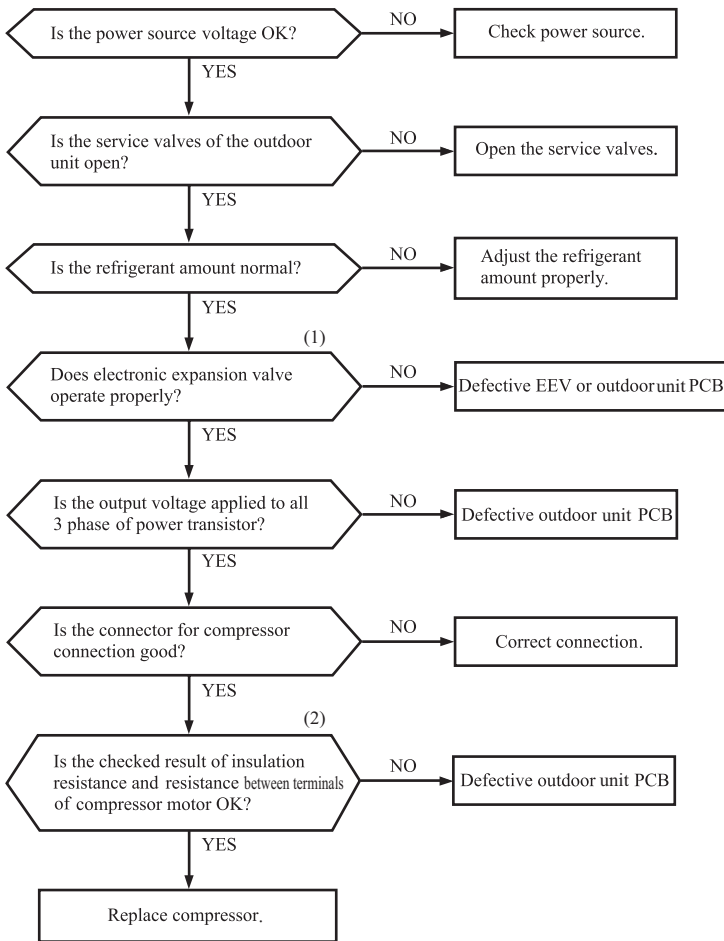 Is the power source voltage OK?
NO
Check power source.
YES
Is the service valves of the outdoor
unit open?
NO
Open the service valves.
YES
Is the refrigerant amount normal?
NO
Adjust the refrigerant
amount properly.
YES
(1)
Does electronic expansion valve
operate properly?
NO
Defective EEV or outdoor unit PCB
YES
Is the output voltage applied to all
3 phase of power transistor?
NO
Defective outdoor unit PCB
YES
Is the connector for compressor
connection good?
NO
Correct connection.
YES
(2)
Is the checked result of insulation
resistance and resistance between terminals
of compressor motor OK?
NO
Defective outdoor unit PCB
YES
Replace compressor.